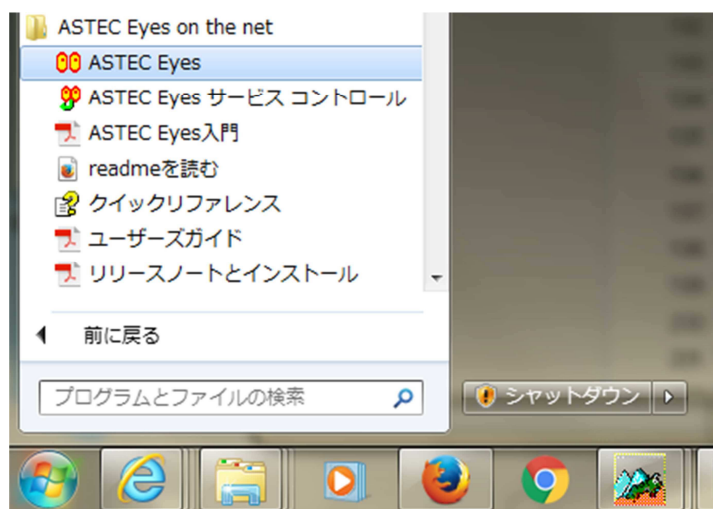 ASTEC Eyes on the net
ASTEC Eyes
ASTEC Eyes サービス コントロール
ASTEC Eyes入門
readmeを読む
クイックリファレンス
ユーザーズガイド
リリースノートとインストール
前に戻る
プログラムとファイルの検索
シャットダウン